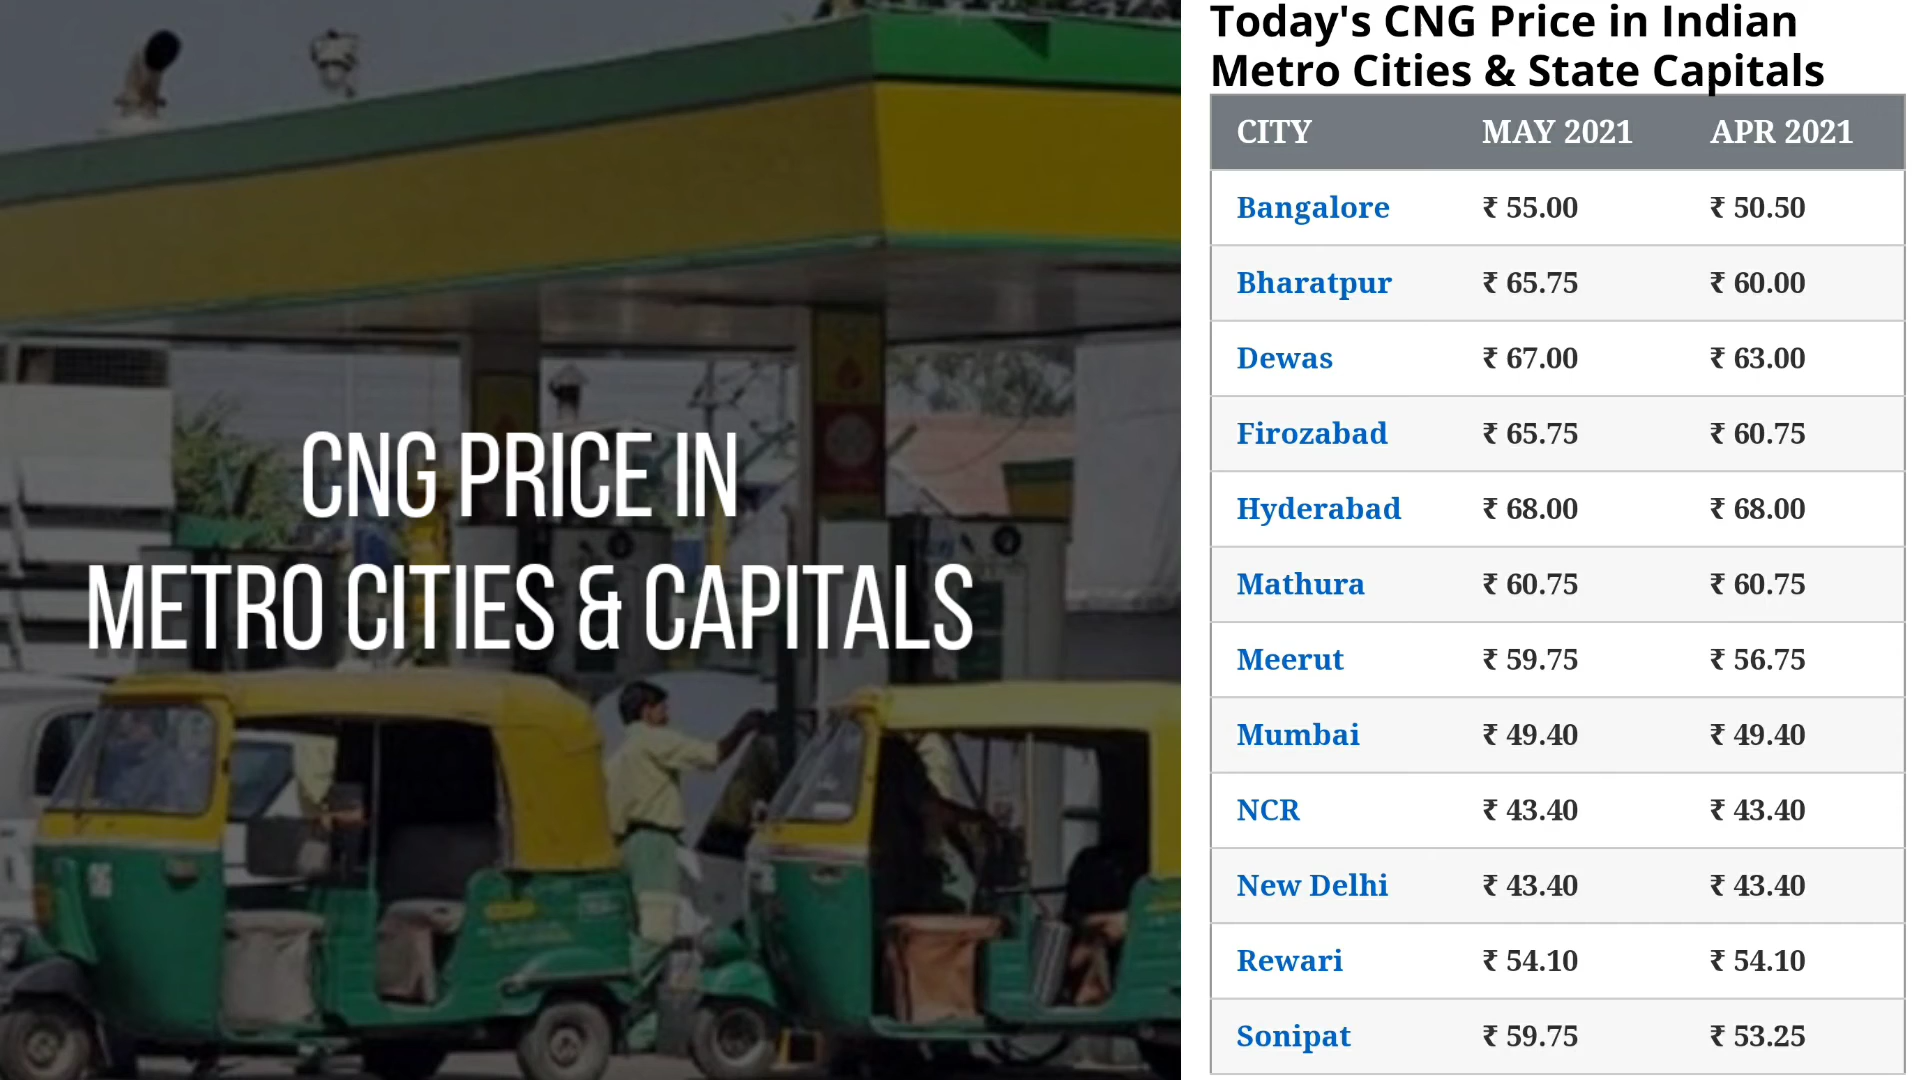 CNG PRICE IN
METRO CITIES & CAPITALS
Today's CNG Price in Indian
Metro Cities & State Capitals
CITY MAY 2021 APR 2021
Bangalore ₹ 55.00 ₹ 50.50
Bharatpur ₹ 65.75 ₹ 60.00
Dewas ₹ 67.00 ₹ 63.00
Firozabad ₹ 65.75 ₹ 60.75
Hyderabad ₹ 68.00 ₹ 68.00
Mathura ₹ 60.75 ₹ 60.75
Meerut ₹ 59.75 ₹ 56.75
Mumbai ₹ 49.40 ₹ 49.40
NCR ₹ 43.40 ₹ 43.40
New Delhi ₹ 43.40 ₹ 43.40
Rewari ₹ 54.10 ₹ 54.10
Sonipat ₹ 59.75 ₹ 53.25